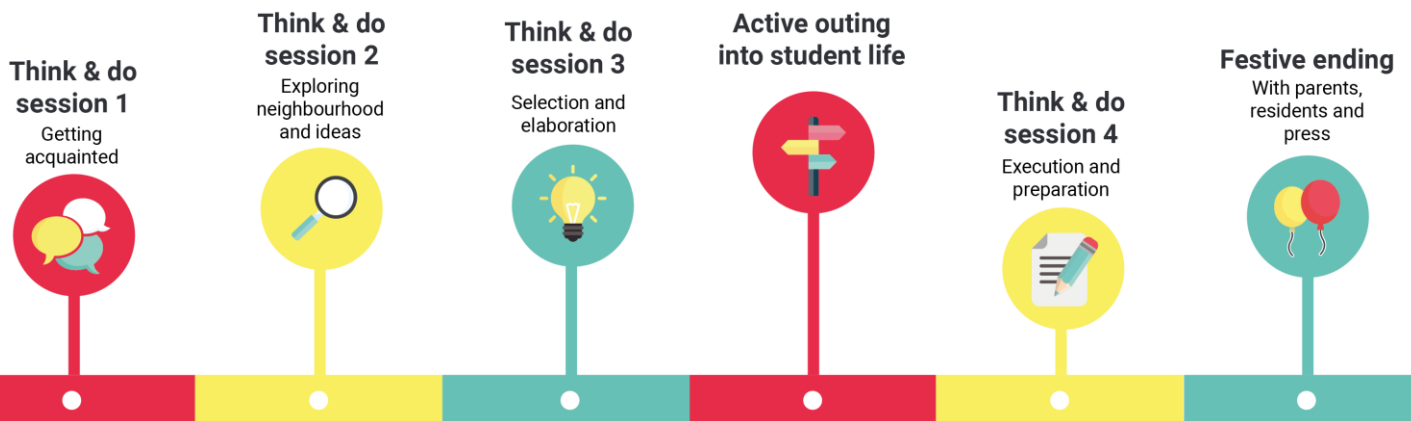 Think & do
session 1
Getting
acquainted
Think & do
session 2
Exploring
neighbourhood
and ideas
Think & do
session 3
Selection and
elaboration
Active outing
into student life
Think & do
session 4
Execution and
preparation
Festive ending
With parents,
residents and
press